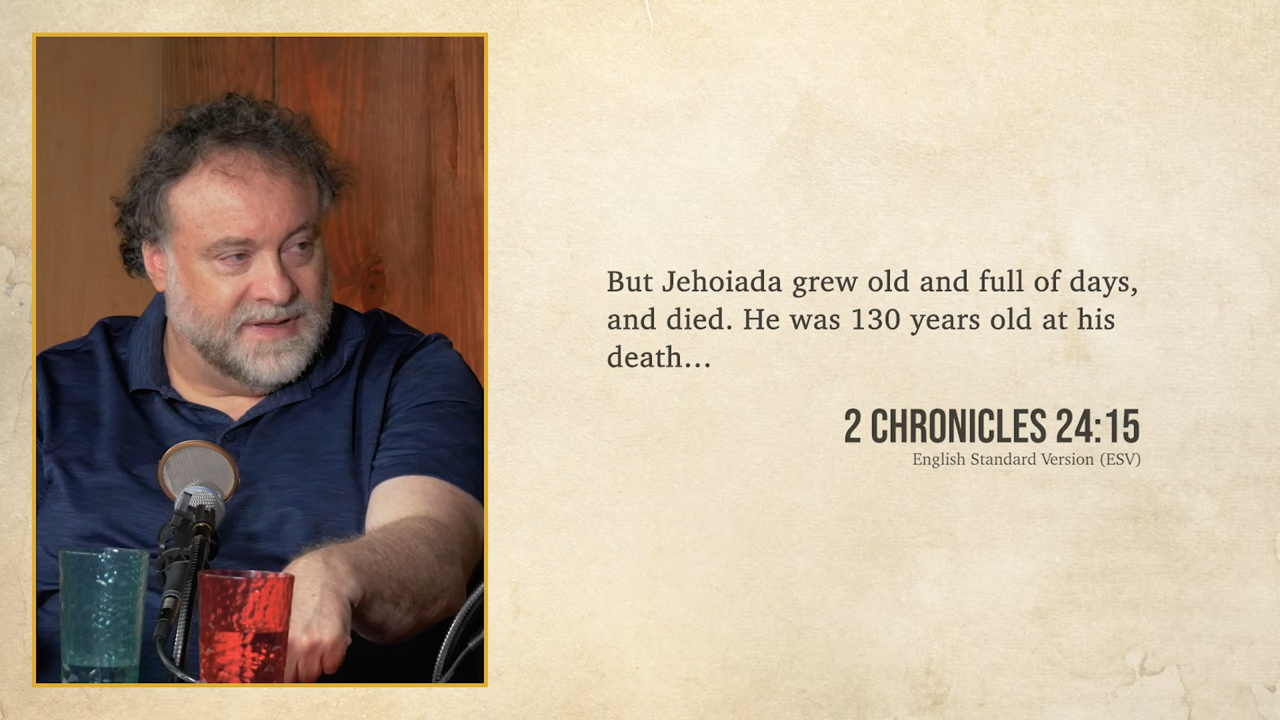 But Jehoiada grew old and full of days,
and died. He was 130 years old at his
death…
2 CHRONICLES 24:15
English Standard Version (ESV)